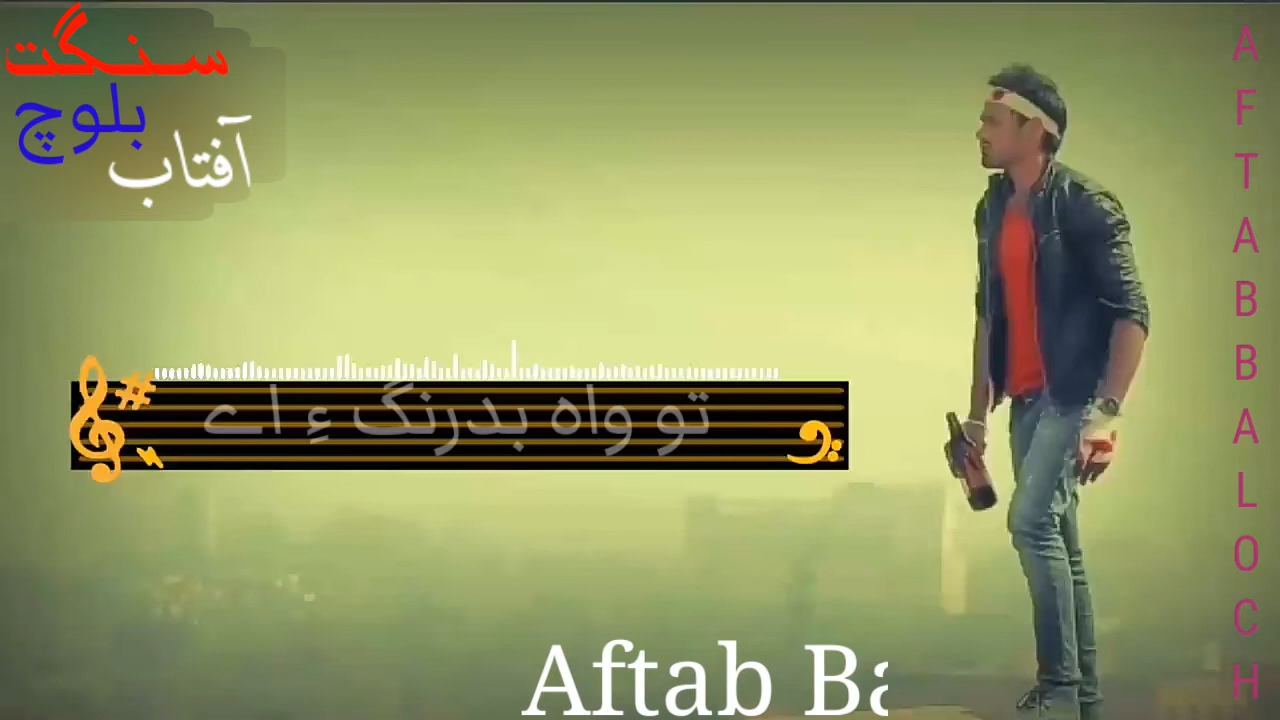 سنگت
بلوچ
آفتاب
تو واہ بدرنگ ءِ اے
Aftab Ba
AFTABBALOCH